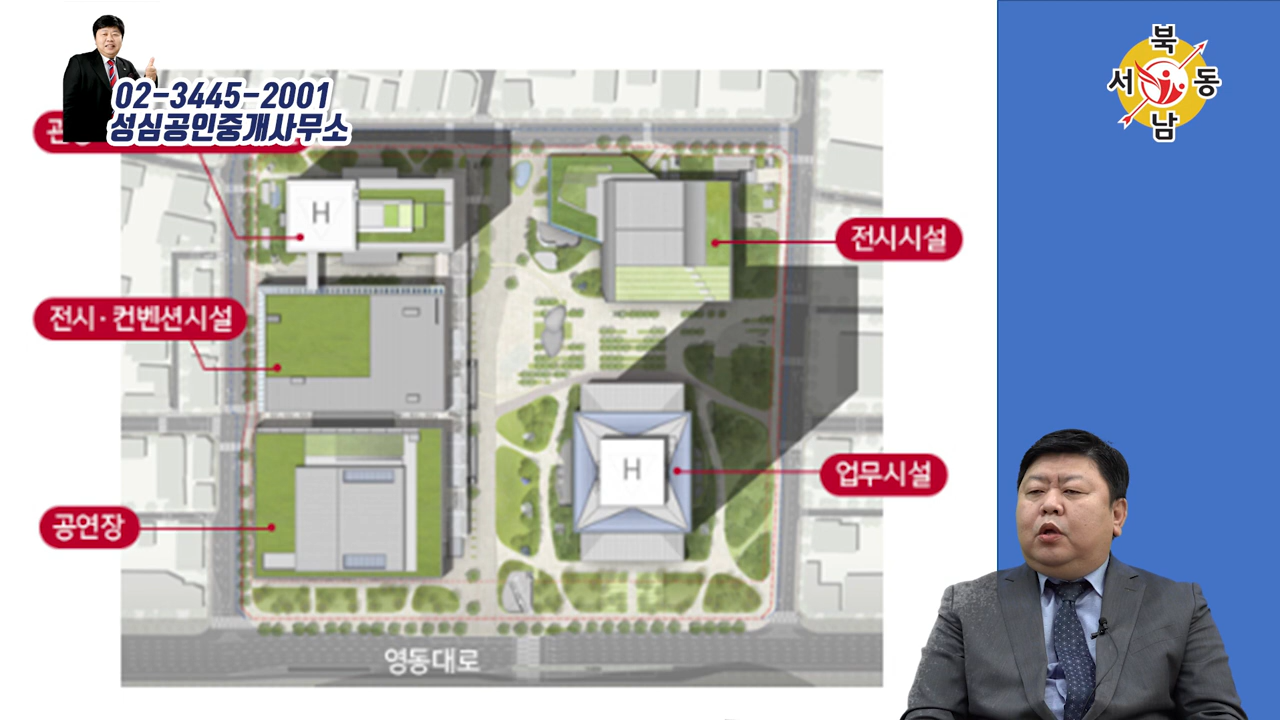 북
서 동
남
02-3445-2001
성심공인중개사무소
H
전시시설
전시·컨벤션시설
H
업무시설
공연장
영동대로